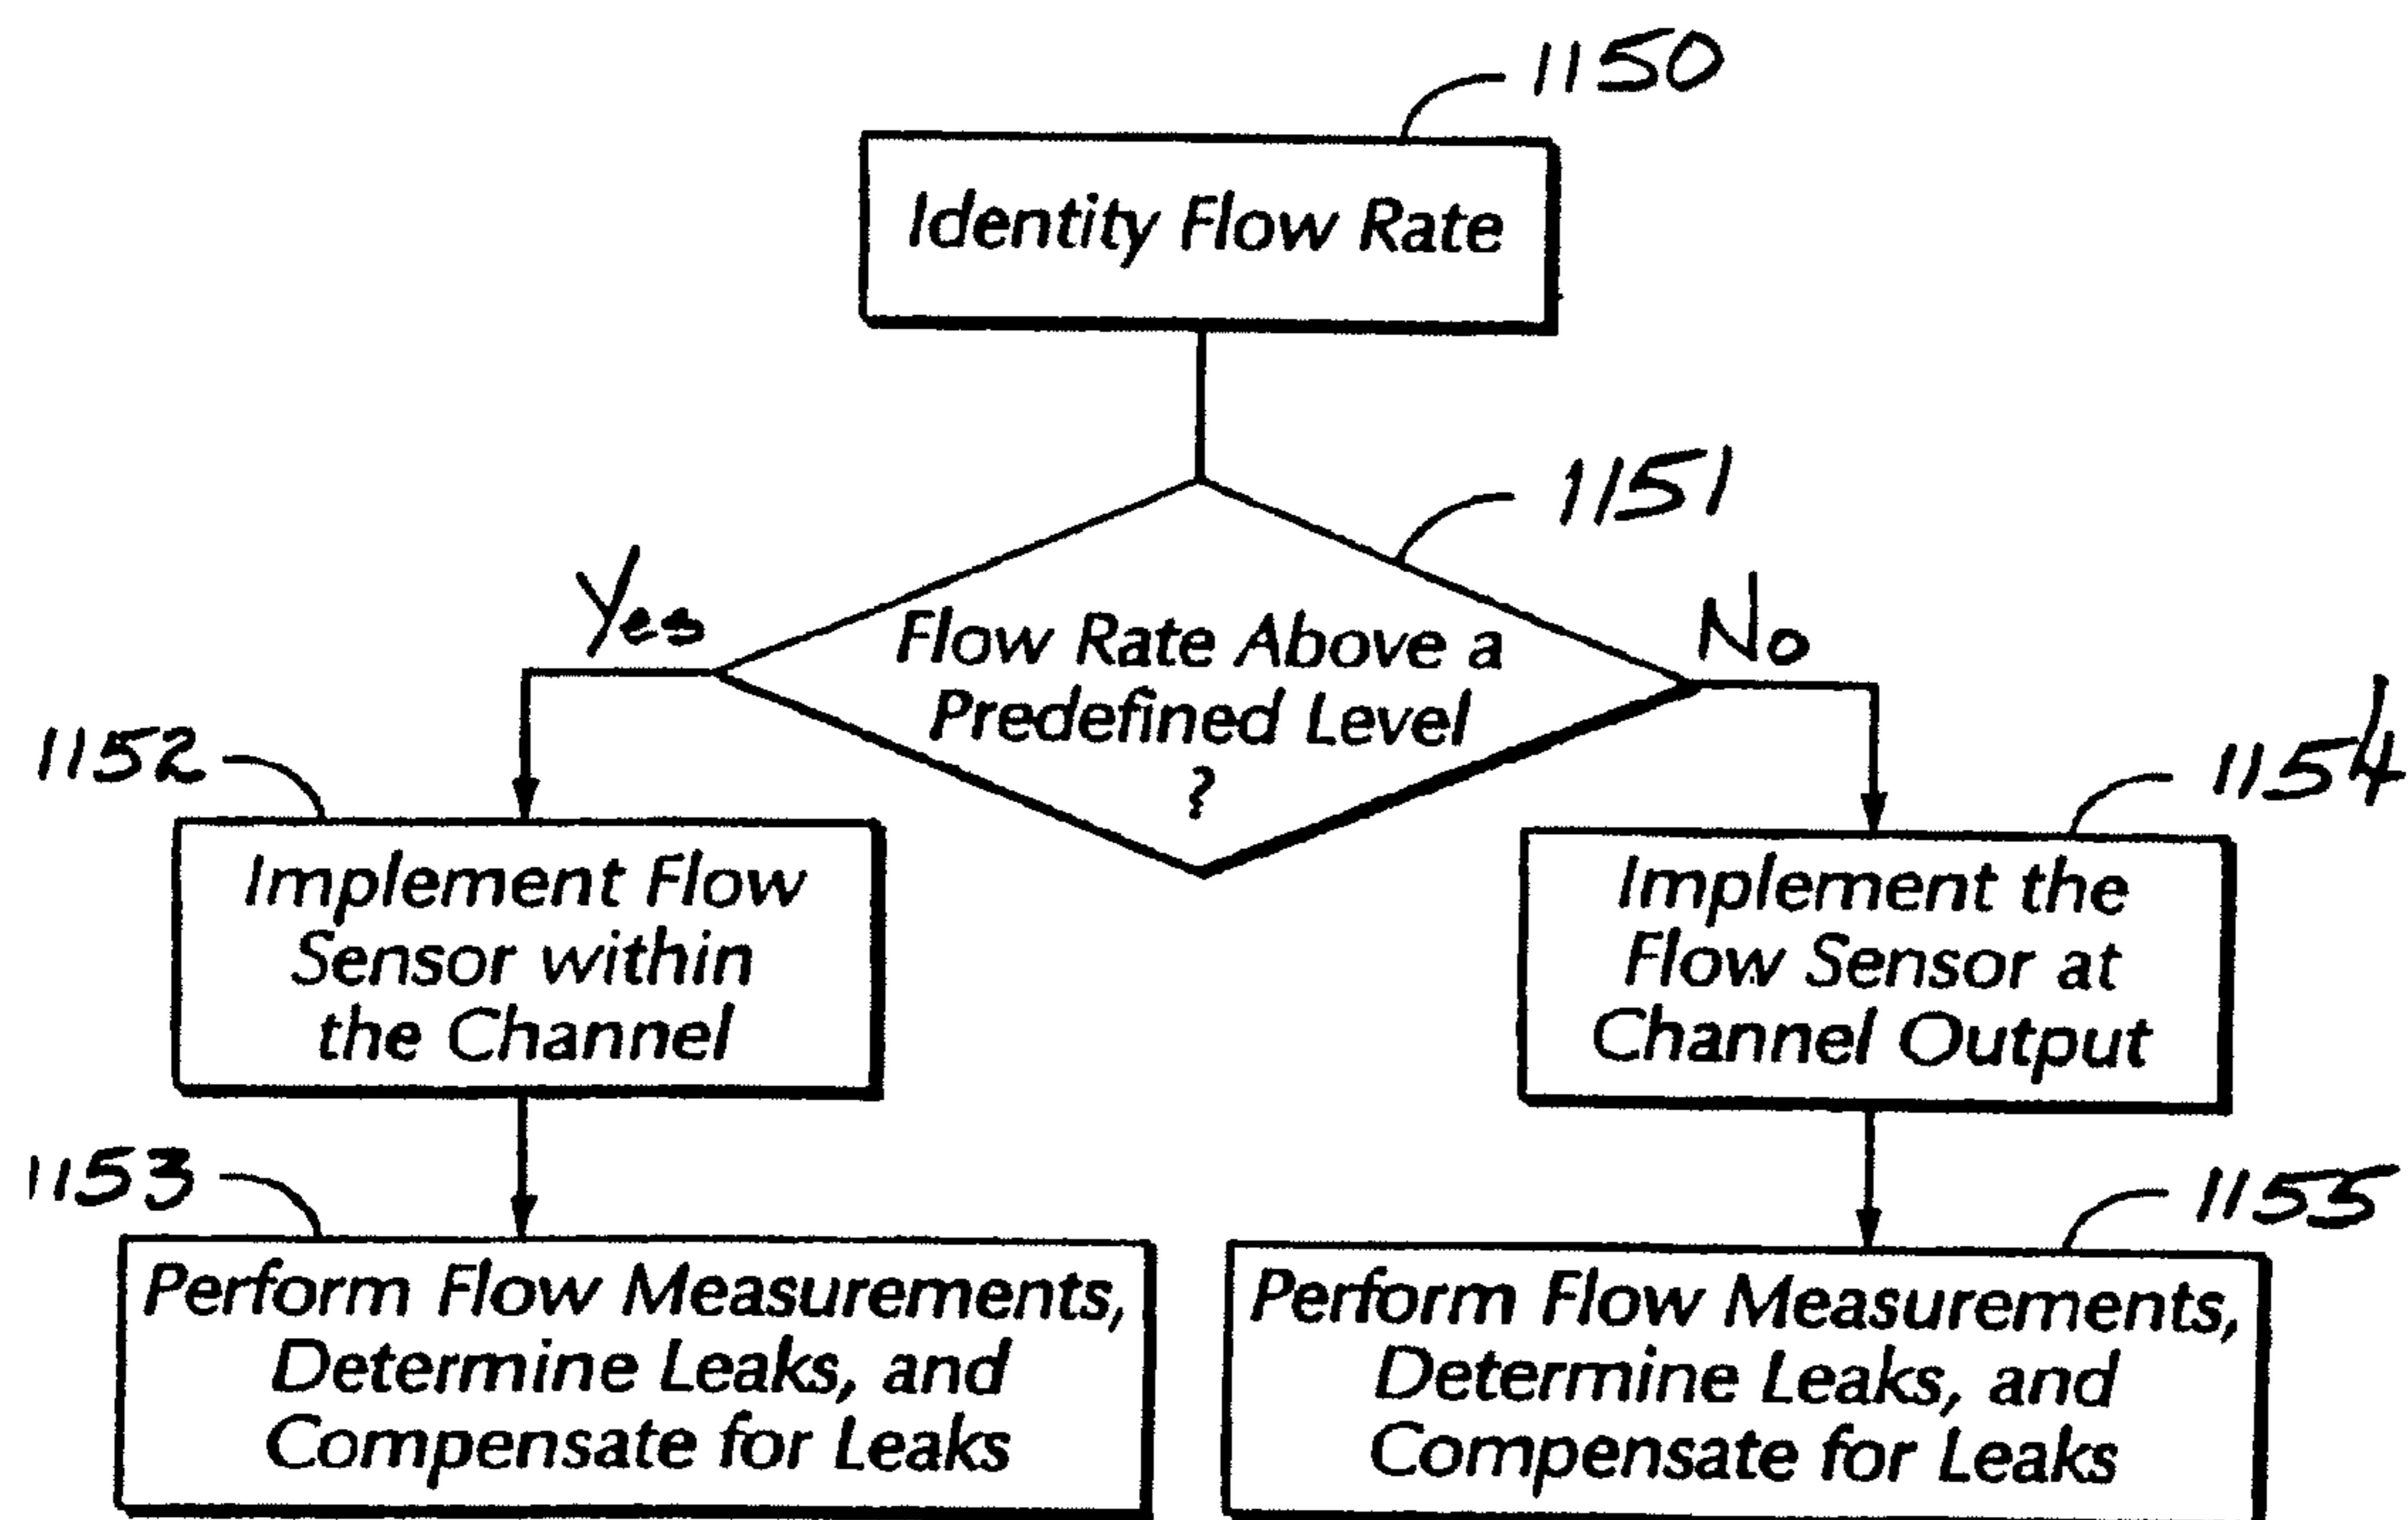 1150
Identity Flow Rate
1151
Yes
Flow Rate Above a
Predefined Level
?
No
1152
Implement Flow
Sensor within
the Channel
1154
Implement the
Flow Sensor at
Channel Output
1153
Perform Flow Measurements,
Determine Leaks, and
Compensate for Leaks
1155
Perform Flow Measurements,
Determine Leaks, and
Compensate for Leaks